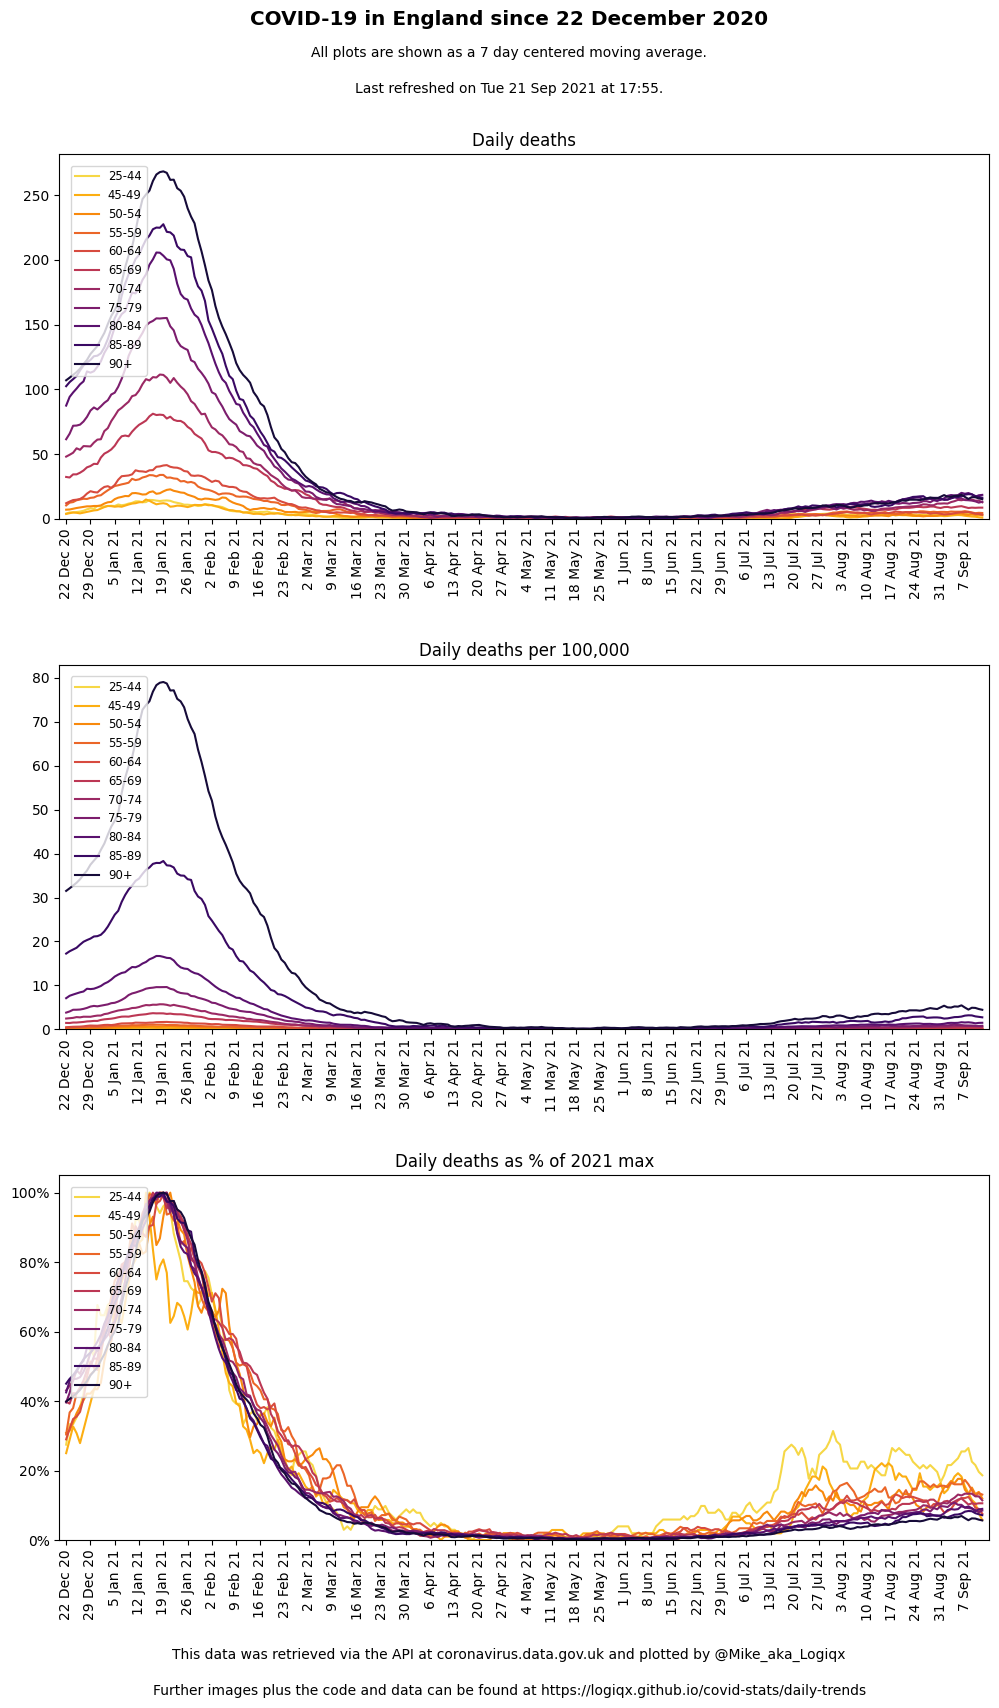 COVID-19 in England since 22 December 2020
All plots are shown as a 7 day centered moving average.
Last refreshed on Tue 21 Sep 2021 at 17:55.
Daily deaths
25-44
45-49
50-54
55-59
60-64
65-69
70-74
75-79
80-84
85-89
90+
250
200
150
100
50
0
22 Dec 20
29 Dec 20
5 Jan 21
12 Jan 21
19 Jan 21
26 Jan 21
2 Feb 21
9 Feb 21
16 Feb 21
23 Feb 21
2 Mar 21
9 Mar 21
16 Mar 21
23 Mar 21
30 Mar 21
6 Apr 21
13 Apr 21
20 Apr 21
27 Apr 21
4 May 21
11 May 21
18 May 21
25 May 21
1 Jun 21
8 Jun 21
15 Jun 21
22 Jun 21
29 Jun 21
6 Jul 21
13 Jul 21
20 Jul 21
27 Jul 21
3 Aug 21
10 Aug 21
17 Aug 21
24 Aug 21
31 Aug 21
7 Sep 21
Daily deaths per 100,000
25-44
45-49
50-54
55-59
60-64
65-69
70-74
75-79
80-84
85-89
90+
80
70
60
50
40
30
20
10
0
22 Dec 20
29 Dec 20
5 Jan 21
12 Jan 21
19 Jan 21
26 Jan 21
2 Feb 21
9 Feb 21
16 Feb 21
23 Feb 21
2 Mar 21
9 Mar 21
16 Mar 21
23 Mar 21
30 Mar 21
6 Apr 21
13 Apr 21
20 Apr 21
27 Apr 21
4 May 21
11 May 21
18 May 21
25 May 21
1 Jun 21
8 Jun 21
15 Jun 21
22 Jun 21
29 Jun 21
6 Jul 21
13 Jul 21
20 Jul 21
27 Jul 21
3 Aug 21
10 Aug 21
17 Aug 21
24 Aug 21
31 Aug 21
7 Sep 21
Daily deaths as % of 2021 max
25-44
45-49
50-54
55-59
60-64
65-69
70-74
75-79
80-84
85-89
90+
100%
80%
60%
40%
20%
0%
22 Dec 20
29 Dec 20
5 Jan 21
12 Jan 21
19 Jan 21
26 Jan 21
2 Feb 21
9 Feb 21
16 Feb 21
23 Feb 21
2 Mar 21
9 Mar 21
16 Mar 21
23 Mar 21
30 Mar 21
6 Apr 21
13 Apr 21
20 Apr 21
27 Apr 21
4 May 21
11 May 21
18 May 21
25 May 21
1 Jun 21
8 Jun 21
15 Jun 21
22 Jun 21
29 Jun 21
6 Jul 21
13 Jul 21
20 Jul 21
27 Jul 21
3 Aug 21
10 Aug 21
17 Aug 21
24 Aug 21
31 Aug 21
7 Sep 21
This data was retrieved via the API at coronavirus.data.gov.uk and plotted by @Mike_aka_Logiqx
Further images plus the code and data can be found at https://logiqx.github.io/covid-stats/daily-trends